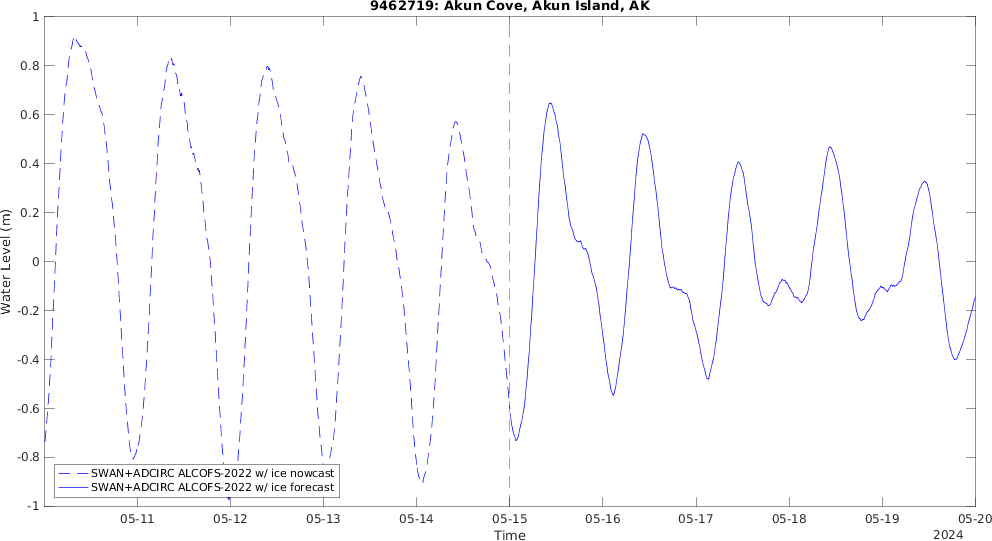 9462719: Akun Cove, Akun Island, AK
1
0.8
0.6
0.4
0.2
0
-0.2
-0.4
-0.6
-0.8
-1
Water Level (m)
SWAN+ADCIRC ALCOFS-2022 w/ ice nowcast
SWAN+ADCIRC ALCOFS-2022 w/ ice forecast
05-11 05-12 05-13 05-14 05-15 05-16 05-17 05-18 05-19 05-20
Time
2024